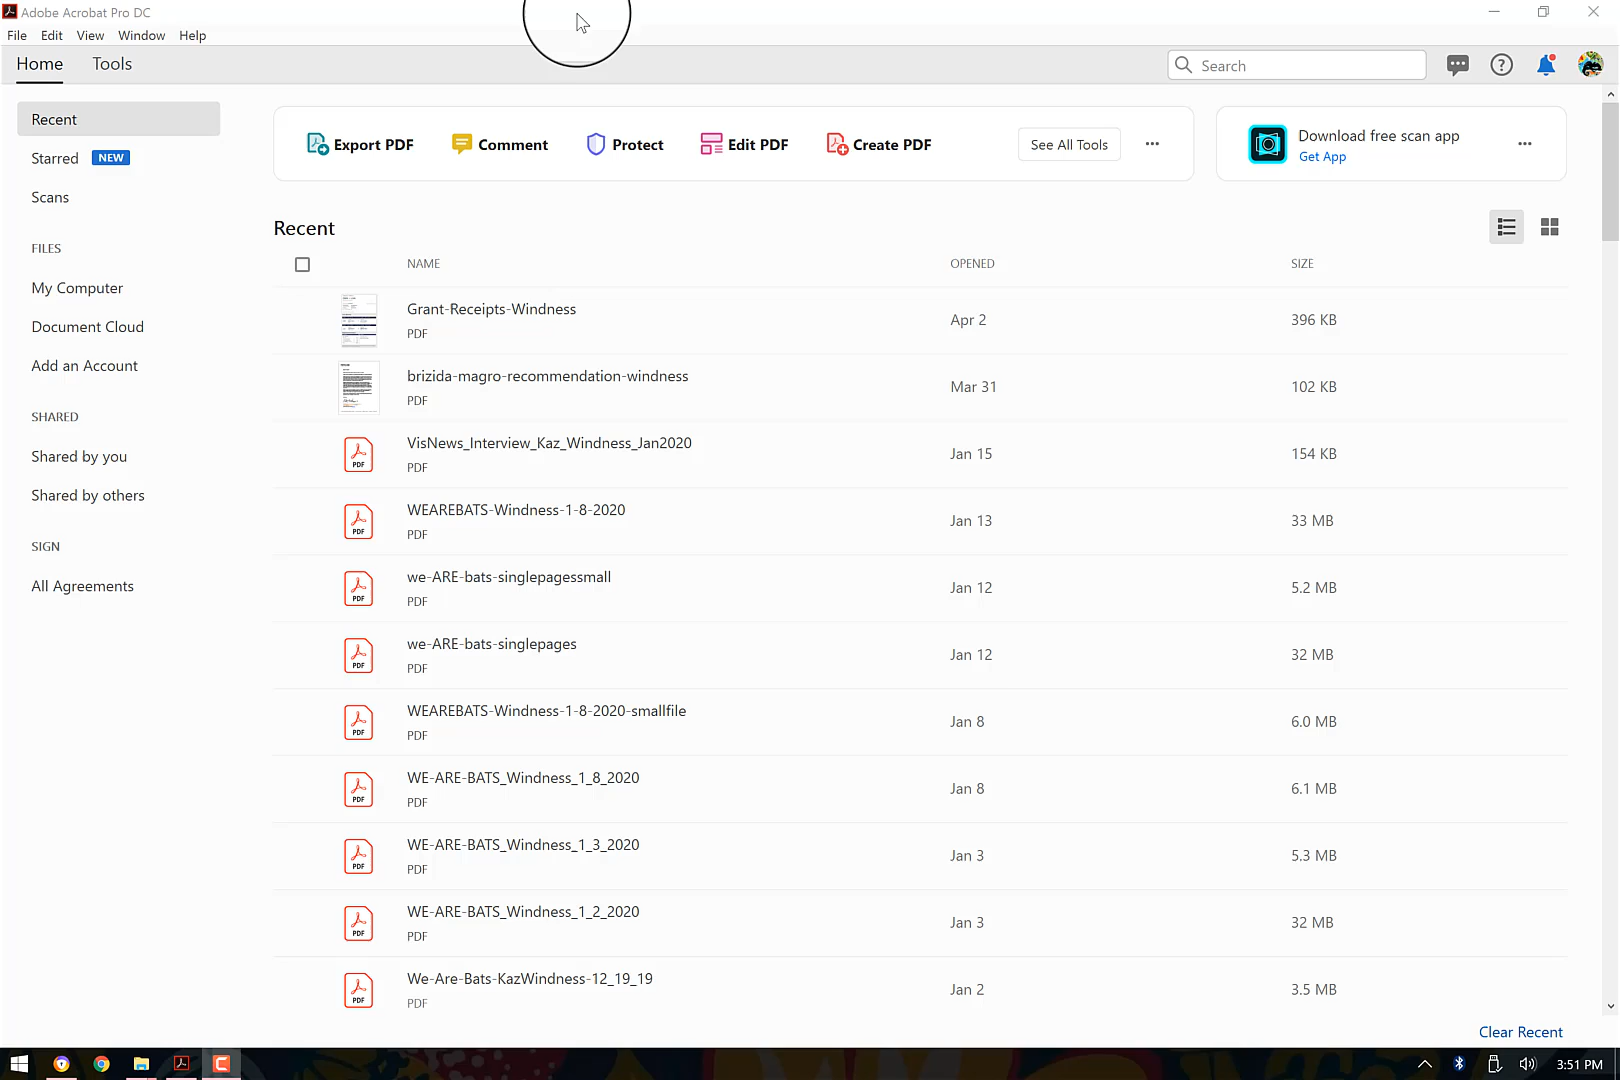 Adobe Acrobat Pro DC
File Edit View Window Help
Home Tools
Search
Recent
Starred NEW
Scans
FILES
My Computer
Document Cloud
Add an Account
SHARED
Shared by you
Shared by others
SIGN
All Agreements
Export PDF Comment Protect Edit PDF Create PDF See All Tools
Download free scan app
Get App
Recent
NAME OPENED SIZE
Grant-Receipts-Windness
PDF
Apr 2 396 KB
brizida-magro-recommendation-windness
PDF
Mar 31 102 KB
VisNews_Interview_Kaz_Windness_Jan2020
PDF
Jan 15 154 KB
WEAREBATS-Windness-1-8-2020
PDF
Jan 13 33 MB
we-ARE-bats-singlepagessmall
PDF
Jan 12 5.2 MB
we-ARE-bats-singlepages
PDF
Jan 12 32 MB
WEAREBATS-Windness-1-8-2020-smallfile
PDF
Jan 8 6.0 MB
WE-ARE-BATS_Windness_1_8_2020
PDF
Jan 8 6.1 MB
WE-ARE-BATS_Windness_1_3_2020
PDF
Jan 3 5.3 MB
WE-ARE-BATS_Windness_1_2_2020
PDF
Jan 3 32 MB
We-Are-Bats-KazWindness-12_19_19
PDF
Jan 2 3.5 MB
Clear Recent
3:51 PM